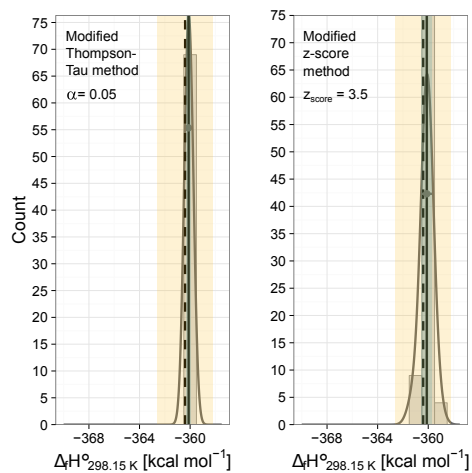 Modified
Thompson-
Tau method
α= 0.05
Count
75
70
65
60
55
50
45
40
35
30
25
20
15
10
5
0
−368 −364 −360
ΔfH°298.15 K [kcal mol−1]
Modified
z-score
method
zscore = 3.5
75
70
65
60
55
50
45
40
35
30
25
20
15
10
5
0
−368 −364 −360
ΔfH°298.15 K [kcal mol−1]